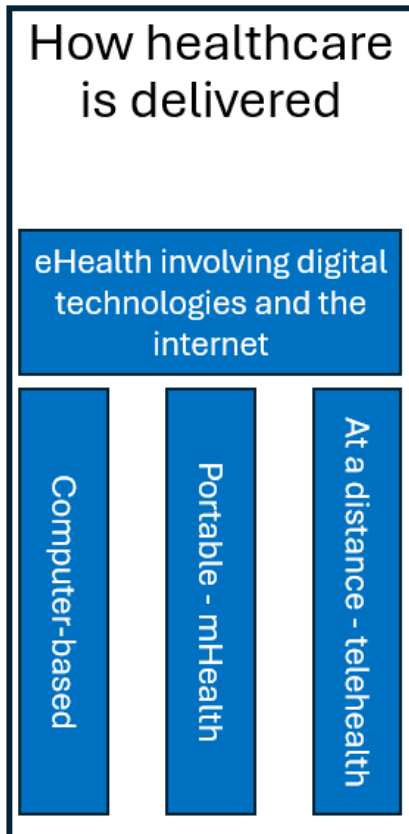 How healthcare
is delivered
eHealth involving digital
technologies and the
internet
Computer-based
Portable - mHealth
At a distance - telehealth